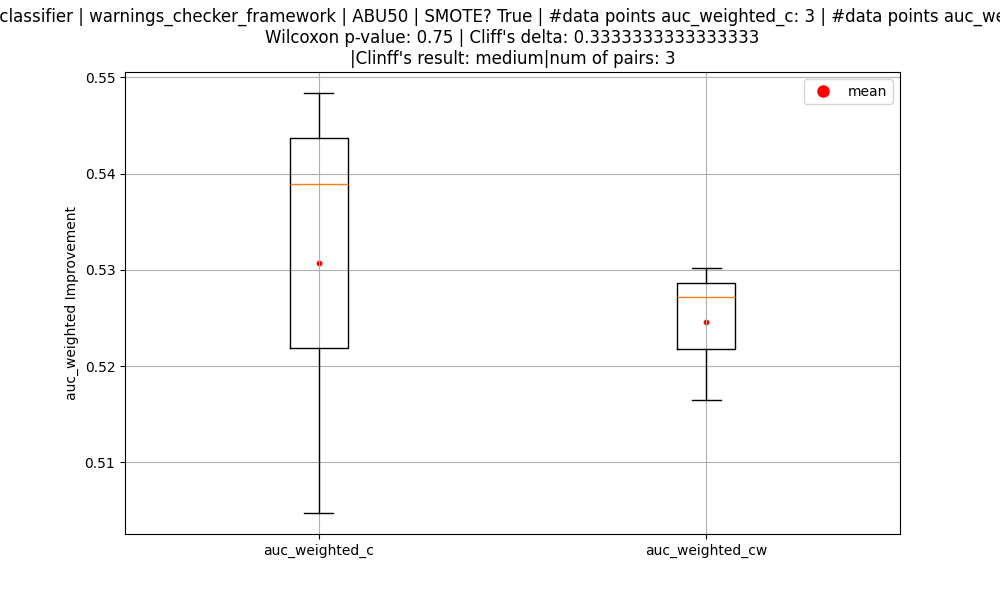 classifier | warnings_checker_framework | ABU50 | SMOTE? True | #data points auc_weighted_c: 3 | #data points
Wilcoxon p-value: 0.75 | Cliff's delta: 0.3333333333333333
|Clinff's result: medium|num of pairs: 3
0.55
mean
0.54
0.53
0.52
0.51
auc_weighted Improvement
auc_weighted_c
auc_weighted_cw